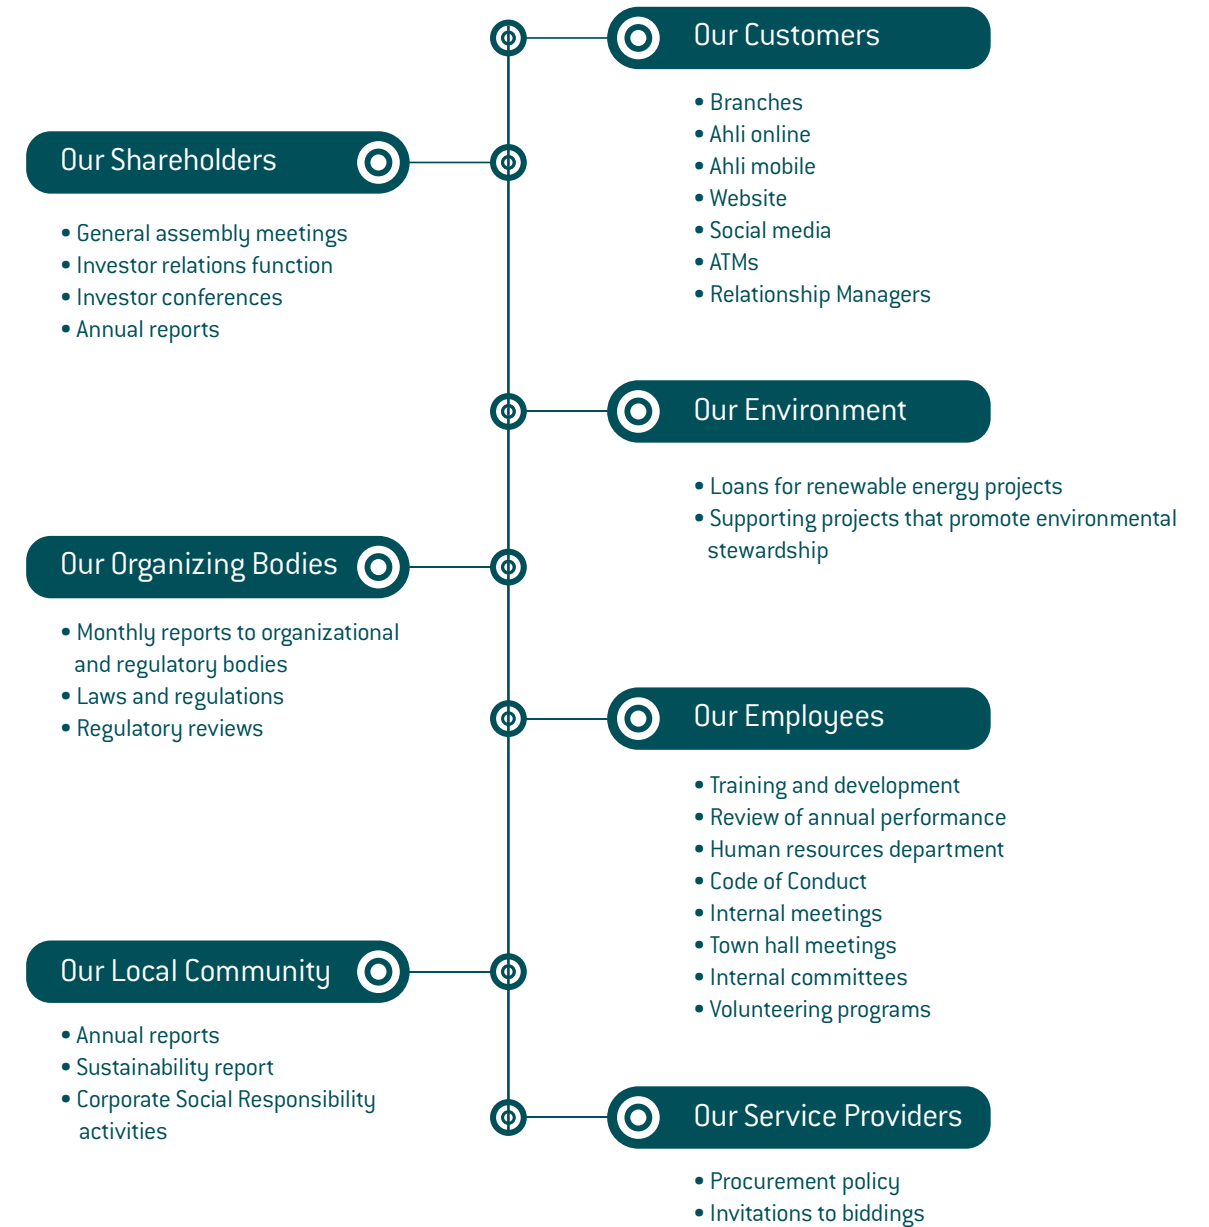 Our Customers
• Branches
• Ahli online
• Ahli mobile
• Website
• Social media
• ATMs
• Relationship Managers
Our Shareholders
• General assembly meetings
• Investor relations function
• Investor conferences
• Annual reports
Our Environment
• Loans for renewable energy projects
• Supporting projects that promote environmental
stewardship
Our Organizing Bodies
• Monthly reports to organizational
and regulatory bodies
• Laws and regulations
• Regulatory reviews
Our Employees
• Training and development
• Review of annual performance
• Human resources department
• Code of Conduct
• Internal meetings
• Town hall meetings
• Internal committees
• Volunteering programs
Our Local Community
• Annual reports
• Sustainability report
• Corporate Social Responsibility
activities
Our Service Providers
• Procurement policy
• Invitations to biddings